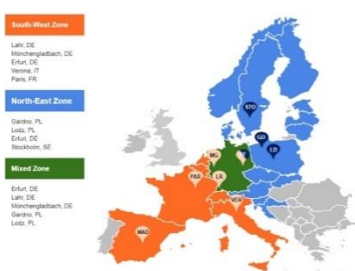 South-West Zone
Lahr, DE
Mönchengladbach, DE
Erfurt, DE
Verona, IT
Paris, FR
North-East Zone
Gardno, PL
Lodz, PL
Erfurt, DE
Stockholm, SE
Mixed Zone
Erfurt, DE
Lahr, DE
Mönchengladbach, DE
Gardno, PL
Lodz, PL
STO
GD
LD
MG
PAR
LR
VER
MAD